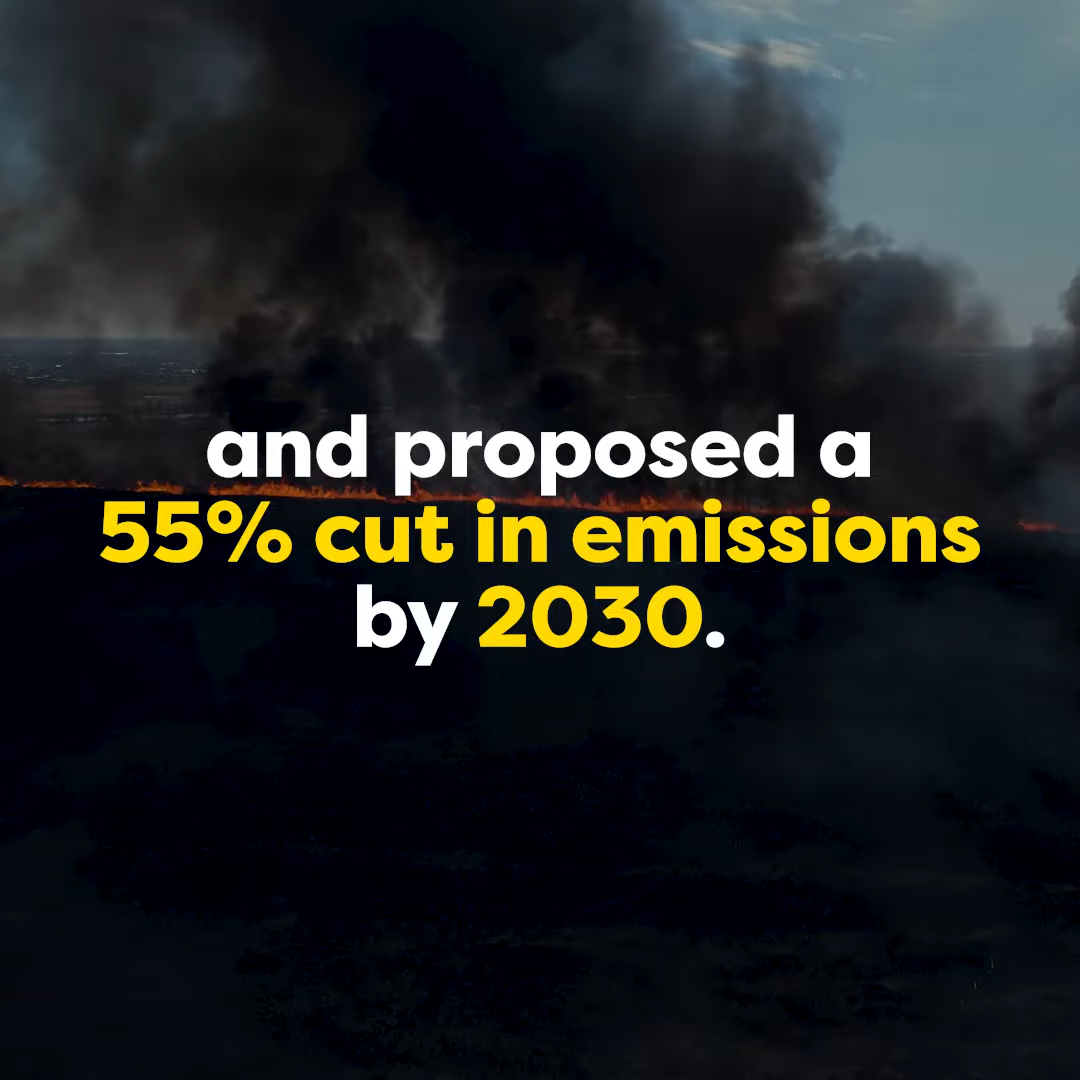 and proposed a
55% cut in emissions
by 2030.